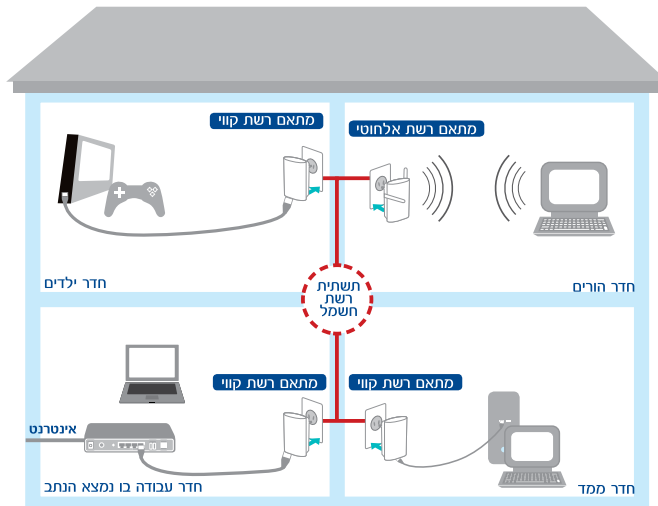 מתאם רשת אלחוטי
מתאם רשת קווי
חדר הורים
חדר ילדים
תשתית
רשת
חשמל
מתאם רשת קווי
מתאם רשת קווי
אינטרנט
חדר ממד
חדר עבודה בו נמצא הנתב